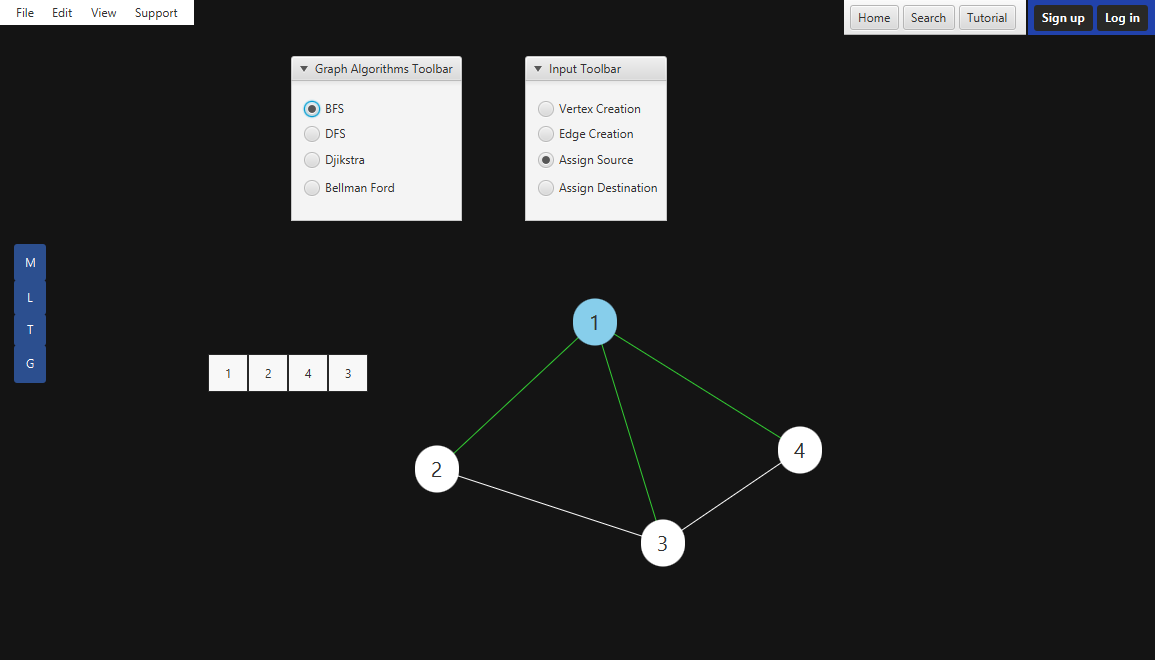 File Edit View Support
Home Search Tutorial Sign up Log in
Graph Algorithms Toolbar
BFS
DFS
Djikstra
Bellman Ford
Input Toolbar
Vertex Creation
Edge Creation
Assign Source
Assign Destination
M
L
T
G
1 2 4 3
1
2
4
3